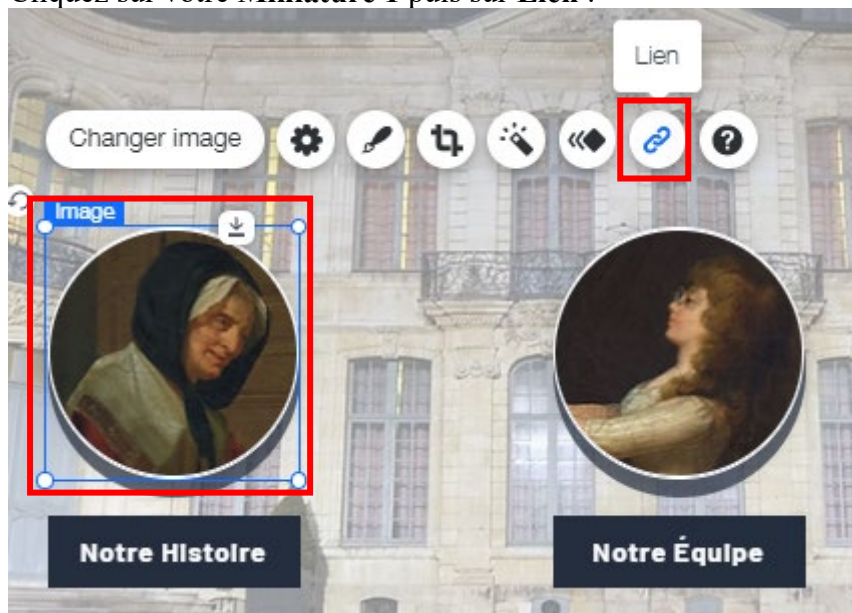 Cliquez sur votre Miniature 1 puis sur Lien :
Lien
Changer image
Image
Notre Histoire
Notre Équipe